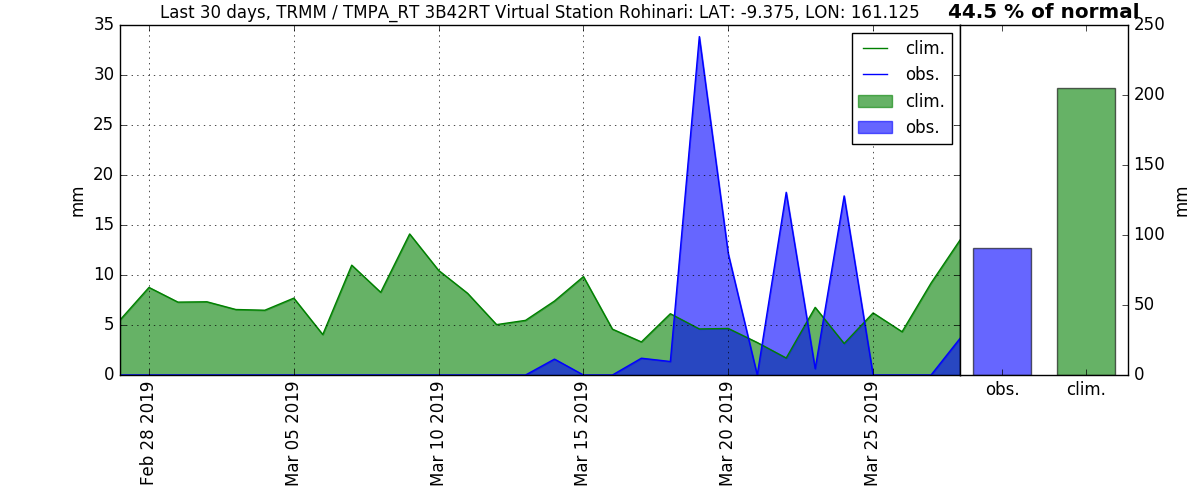 Last 30 days, TRMM / TMPA_RT 3B42RT Virtual Station Rohinari: LAT: -9.375, LON: 161.125
44.5 % of normal
35
30
25
20
15
10
5
0
mm
clim.
obs.
clim.
obs.
250
200
150
100
50
0
mm
Feb 28 2019
Mar 05 2019
Mar 10 2019
Mar 15 2019
Mar 20 2019
Mar 25 2019
obs.
clim.